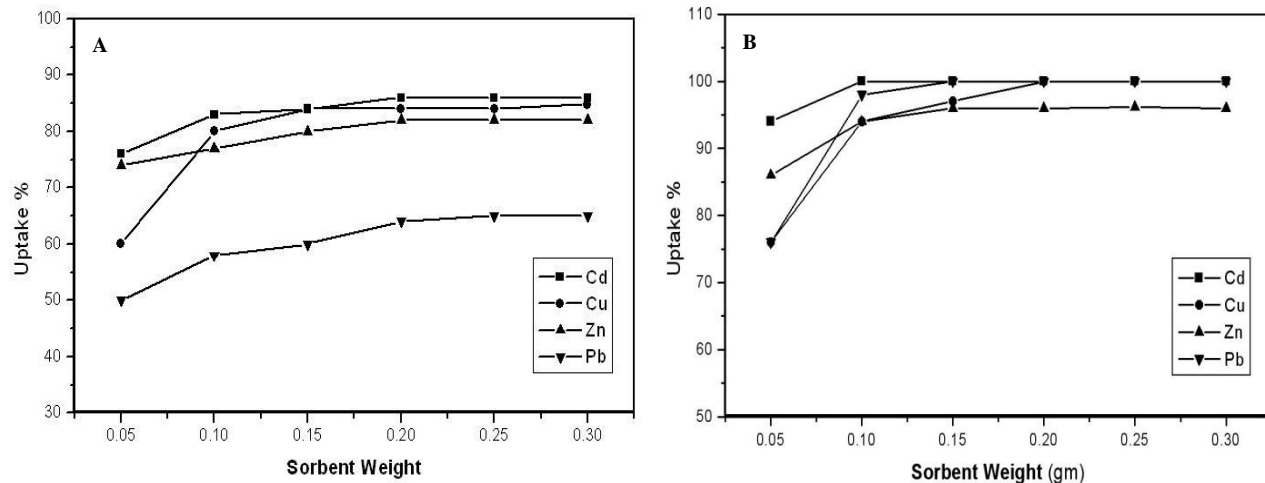 A
Uptake %
100
90
80
70
60
50
40
30
0.05 0.10 0.15 0.20 0.25 0.30
Sorbent Weight
Cd
Cu
Zn
Pb
B
Uptake %
110
100
90
80
70
60
50
0.05 0.10 0.15 0.20 0.25 0.30
Sorbent Weight (gm)
Cd
Cu
Zn
Pb